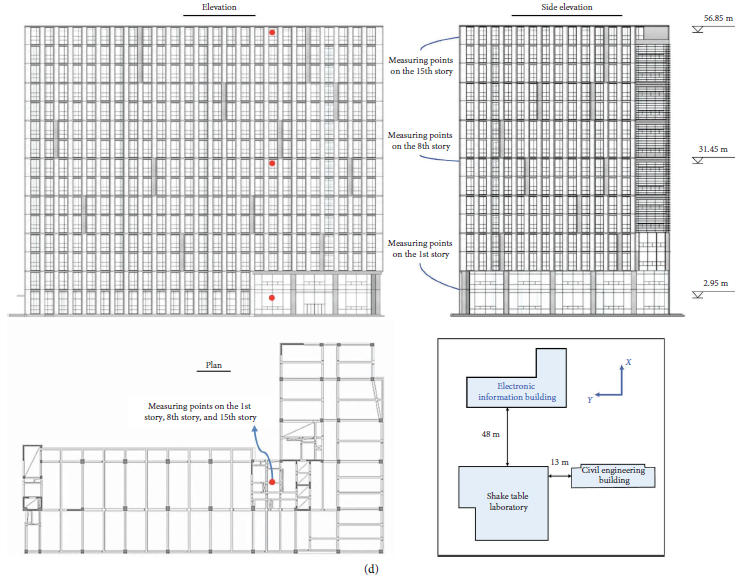 Elevation
Side elevation
56.85 m
Measuring points
on the 15th story
Measuring points
on the 8th story
31.45 m
Measuring points
on the 1st story
2.95 m
Plan
Measuring points on the 1st
story, 8th story, and 15th story
Electronic
information building
X
Y
48 m
13 m
Civil engineering
building
Shake table
laboratory
(d)